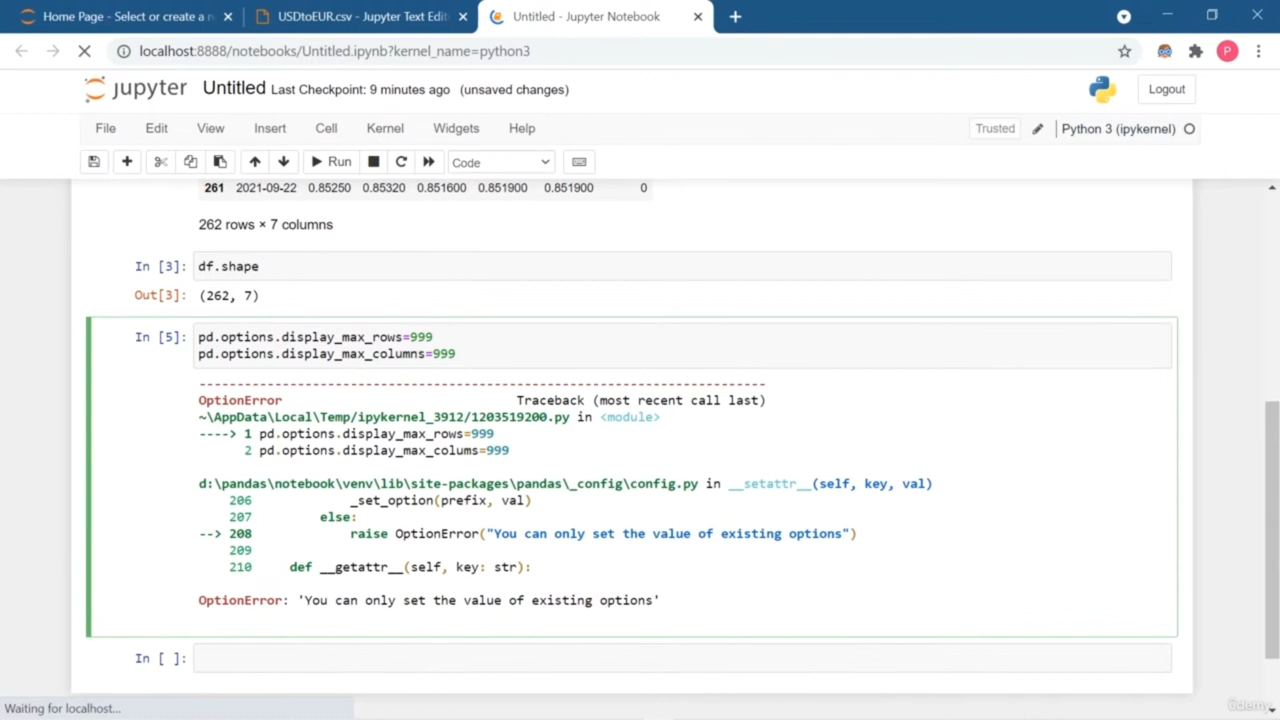 Home Page - Select or create a n
USDtoEUR.csv - Jupyter Text Edit
Untitled - Jupyter Notebook
localhost:8888/notebooks/Untitled.ipynb?kernel_name=python3
P
jupyter Untitled Last Checkpoint: 9 minutes ago (unsaved changes)
Logout
File Edit View Insert Cell Kernel Widgets Help
Trusted
Python 3 (ipykernel)
Run
Code
261 2021-09-22 0.85250 0.85320 0.851600 0.851900 0.851900 0
262 rows × 7 columns
In [3]: df.shape
Out[3]: (262, 7)
In [5]: pd.options.display_max_rows=999
pd.options.display_max_columns=999
---------------------------------------------------------------------------
OptionError Traceback (most recent call last)
~\AppData\Local\Temp/ipykernel_3912/1203519200.py in <module>
----> 1 pd.options.display_max_rows=999
2 pd.options.display_max_colums=999
d:\pandas\notebook\venv\lib\site-packages\pandas\_config\config.py in __setattr__(self, key, val)
206 _set_option(prefix, val)
207 else:
--> 208 raise OptionError("You can only set the value of existing options")
209
210 def __getattr__(self, key: str):
OptionError: 'You can only set the value of existing options'
In [ ]:
Waiting for localhost...
ûdemy